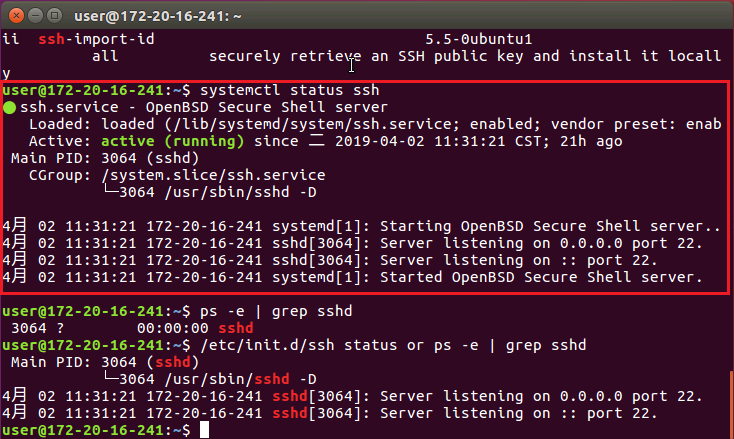 user@172-20-16-241: ~
ii  ssh-import-id                                5.5-0ubuntu1
           all           securely retrieve an SSH public key and install it locall
y
user@172-20-16-241:~$ systemctl status ssh
● ssh.service - OpenBSD Secure Shell server
   Loaded: loaded (/lib/systemd/system/ssh.service; enabled; vendor preset: enab
   Active: active (running) since 二 2019-04-02 11:31:21 CST; 21h ago
 Main PID: 3064 (sshd)
   CGroup: /system.slice/ssh.service
           └─3064 /usr/sbin/sshd -D
4月 02 11:31:21 172-20-16-241 systemd[1]: Starting OpenBSD Secure Shell server..
4月 02 11:31:21 172-20-16-241 sshd[3064]: Server listening on 0.0.0.0 port 22.
4月 02 11:31:21 172-20-16-241 sshd[3064]: Server listening on :: port 22.
4月 02 11:31:21 172-20-16-241 systemd[1]: Started OpenBSD Secure Shell server.
user@172-20-16-241:~$ ps -e | grep sshd
 3064 ?        00:00:00 sshd
user@172-20-16-241:~$ /etc/init.d/ssh status or ps -e | grep sshd
 Main PID: 3064 (sshd)
           └─3064 /usr/sbin/sshd -D
4月 02 11:31:21 172-20-16-241 sshd[3064]: Server listening on 0.0.0.0 port 22.
4月 02 11:31:21 172-20-16-241 sshd[3064]: Server listening on :: port 22.
user@172-20-16-241:~$